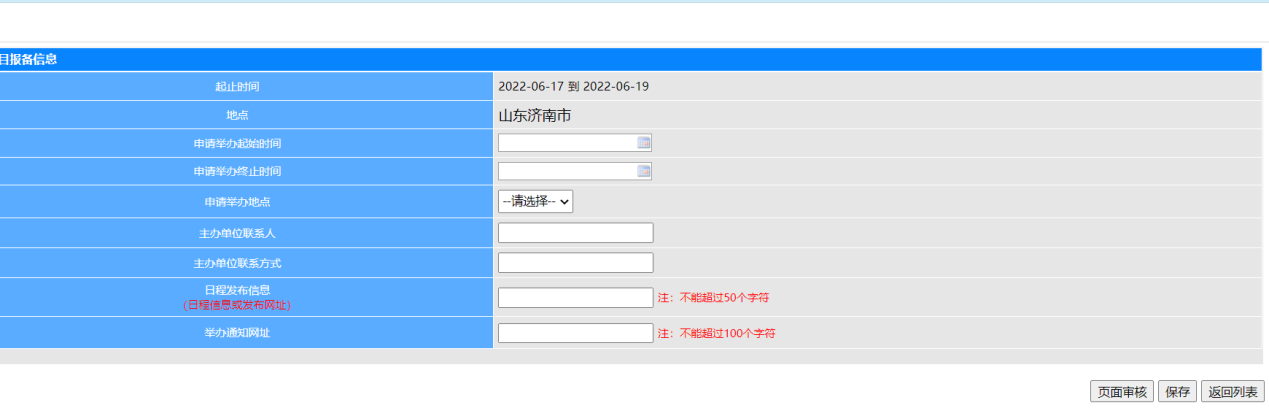 目报备信息
起止时间 2022-06-17 到 2022-06-19
地点 山东济南市
申请举办起始时间
申请举办终止时间
申请举办地点 --请选择--
主办单位联系人
主办单位联系方式
日程发布信息
（日程信息或发布网址） 注：不能超过50个字符
举办通知网址 注：不能超过100个字符
页面审核 保存 返回列表